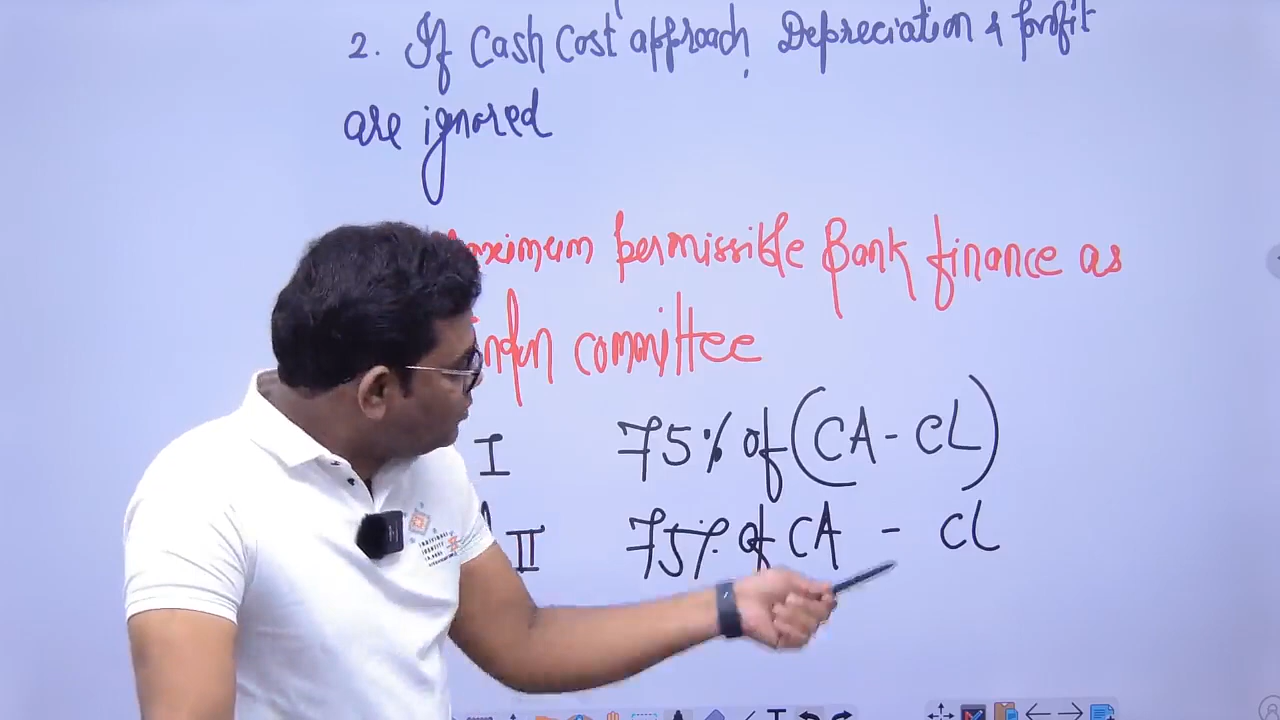 2. If Cash Cost approach, Depreciation & Profit
are ignored
permissible Bank finance as
committee
I 75% of (CA - CL)
II 75% of CA - CL